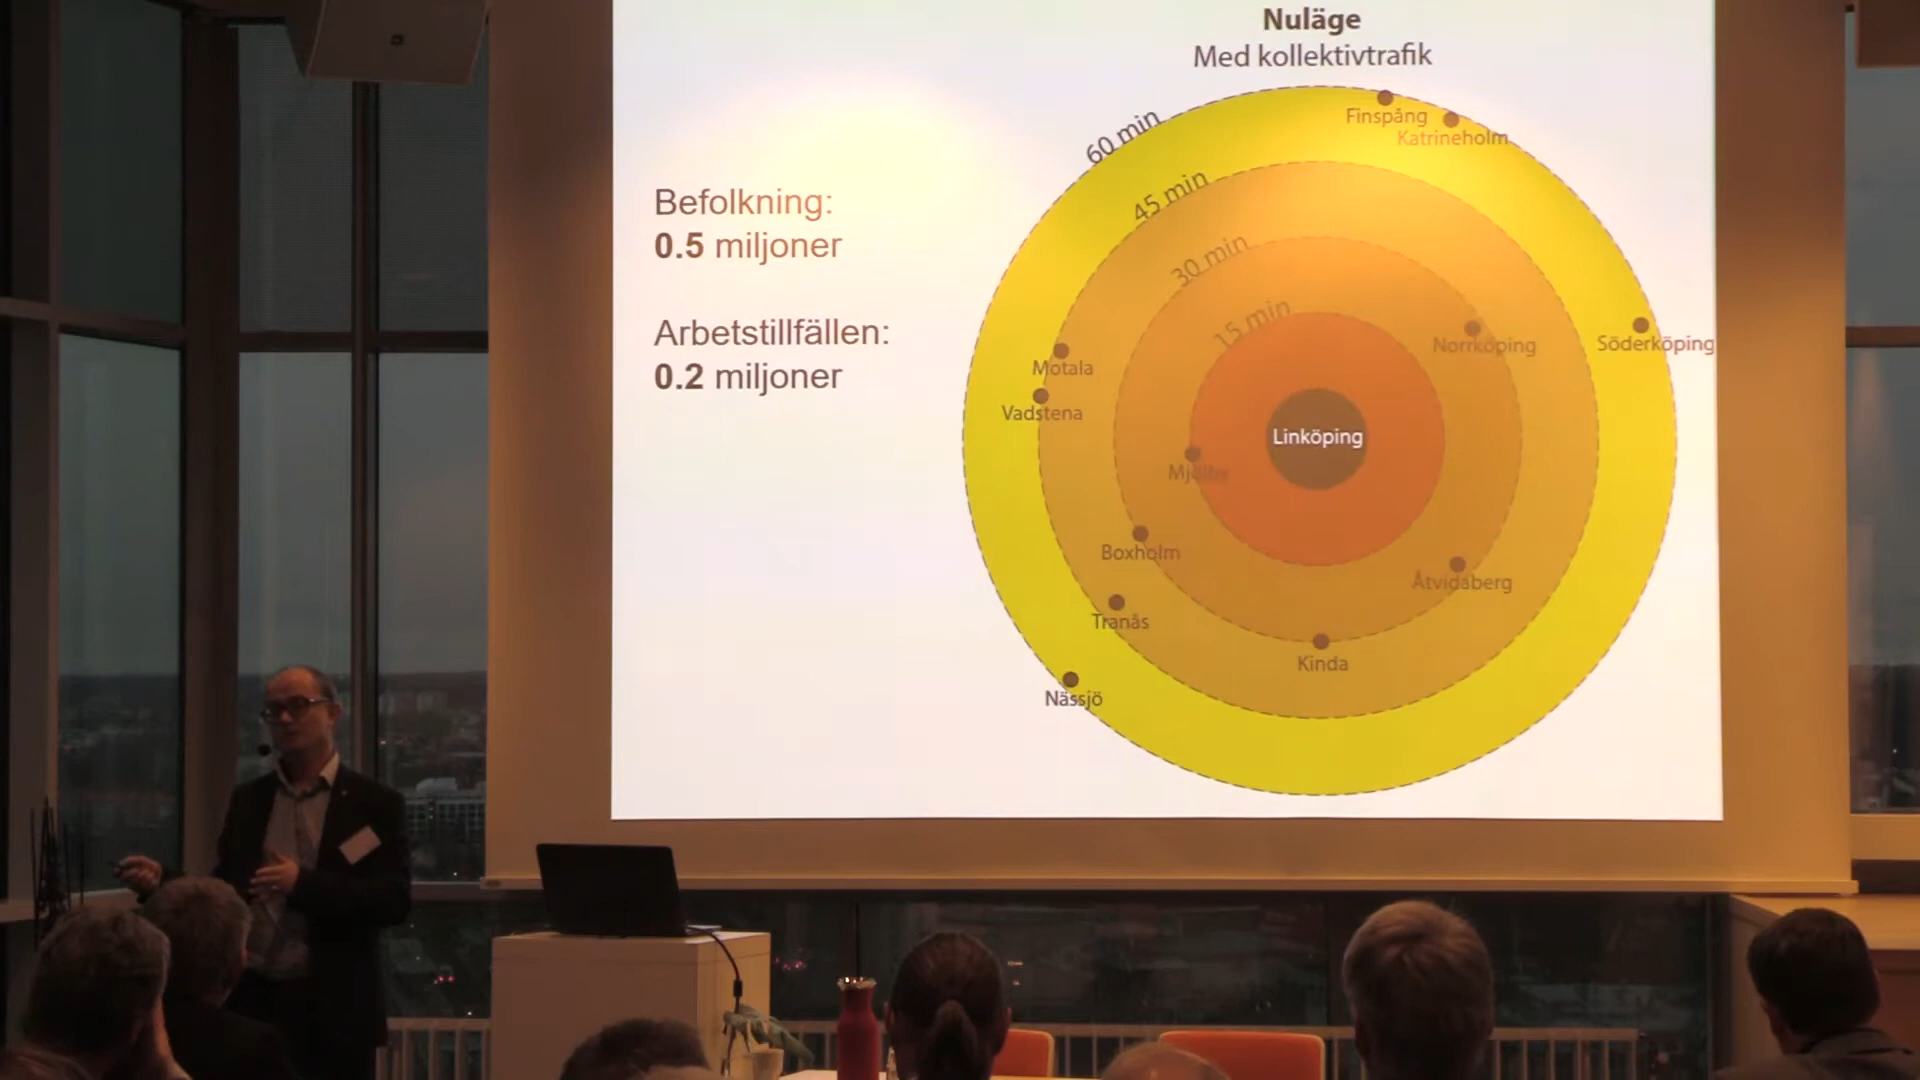 Nuläge
Med kollektivtrafik
Befolkning:
0.5 miljoner
Arbetstillfällen:
0.2 miljoner
60 min
45 min
30 min
15 min
Finspång
Katrineholm
Norrköping
Söderköping
Motala
Vadstena
Linköping
Mjölby
Boxholm
Åtvidaberg
Tranås
Kinda
Nässjö